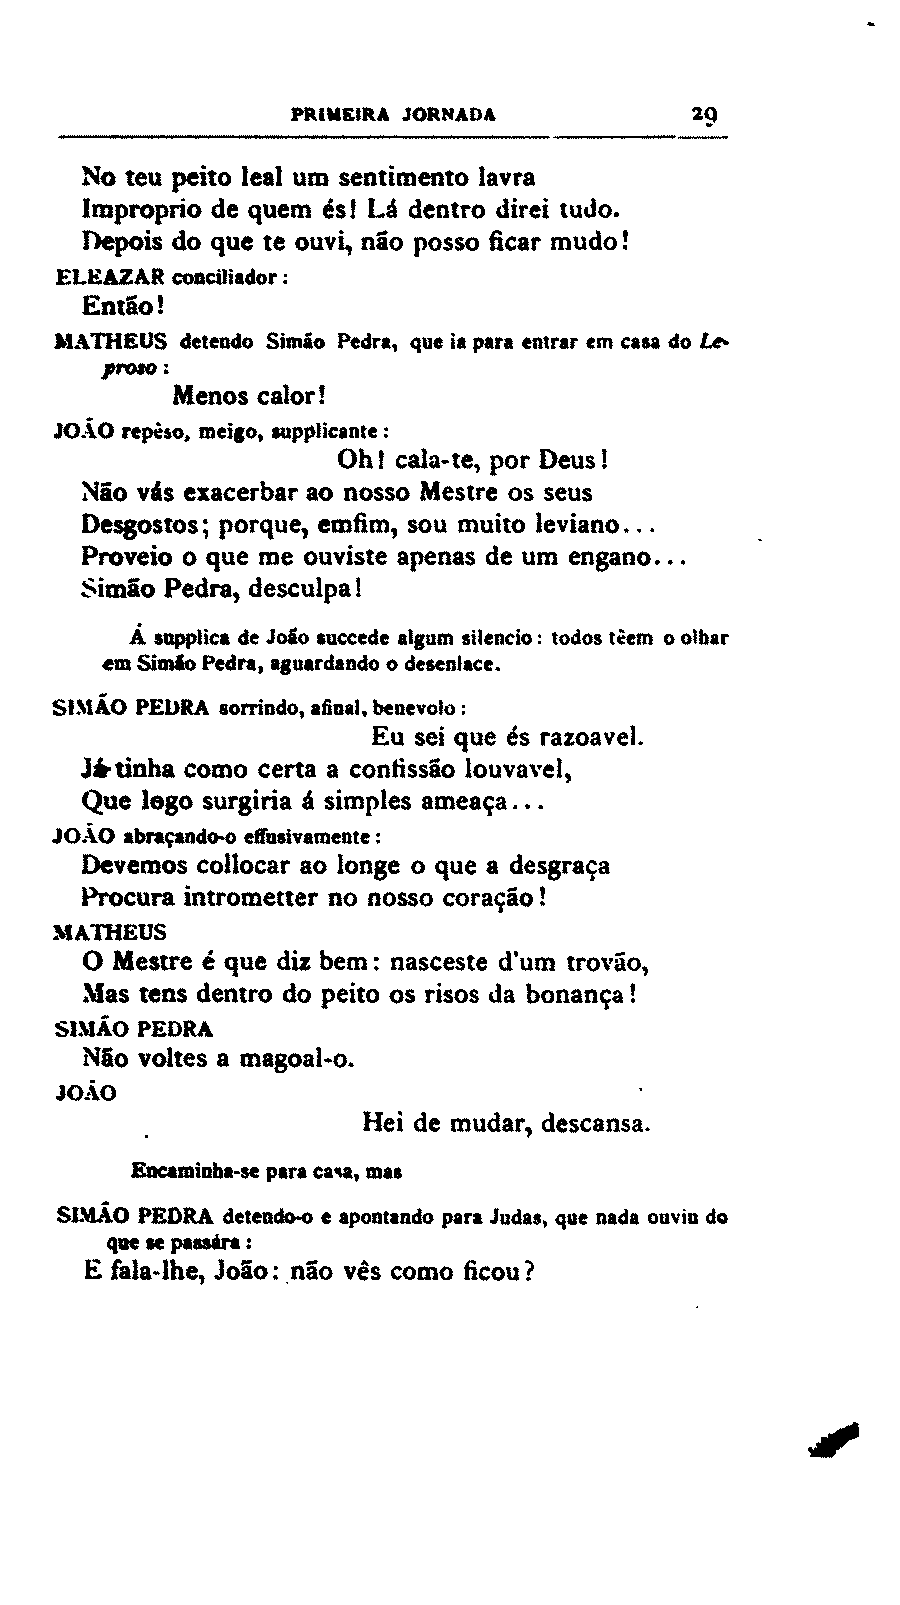 PRIMEIRA JORNADA 29
No teu peito leal um sentimento lavra
Improprio de quem és! Lá dentro direi tudo.
Depois do que te ouvi, não posso ficar mudo!
ELEAZAR conciliador:
Então!
MATHEUS detendo Simão Pedra, que ia para entrar em casa do Le-
proso:
Menos calor!
JOÃO repêso, meigo, supplicante:
Oh! cala-te, por Deus!
Não vás exacerbar ao nosso Mestre os seus
Desgostos; porque, emfim, sou muito leviano...
Proveio o que me ouviste apenas de um engano...
Simão Pedra, desculpa!
Á supplica de João succede algum silencio: todos têem o olhar
em Simão Pedra, aguardando o desenlace.
SIMÃO PEDRA sorrindo, afinal, benevolo:
Eu sei que és razoavel.
Já tinha como certa a confissão louvavel,
Que logo surgiria á simples ameaça...
JOÃO abraçando-o effusivamente:
Devemos collocar ao longe o que a desgraça
Procura intrometter no nosso coração!
MATHEUS
O Mestre é que diz bem: nasceste d'um trovão,
Mas tens dentro do peito os risos da bonança!
SIMÃO PEDRA
Não voltes a magoal-o.
JOÃO
Hei de mudar, descansa.
Encaminha-se para casa, mas
SIMÃO PEDRA detendo-o e apontando para Judas, que nada ouviu do
que se passára:
E fala-lhe, João: não vês como ficou?